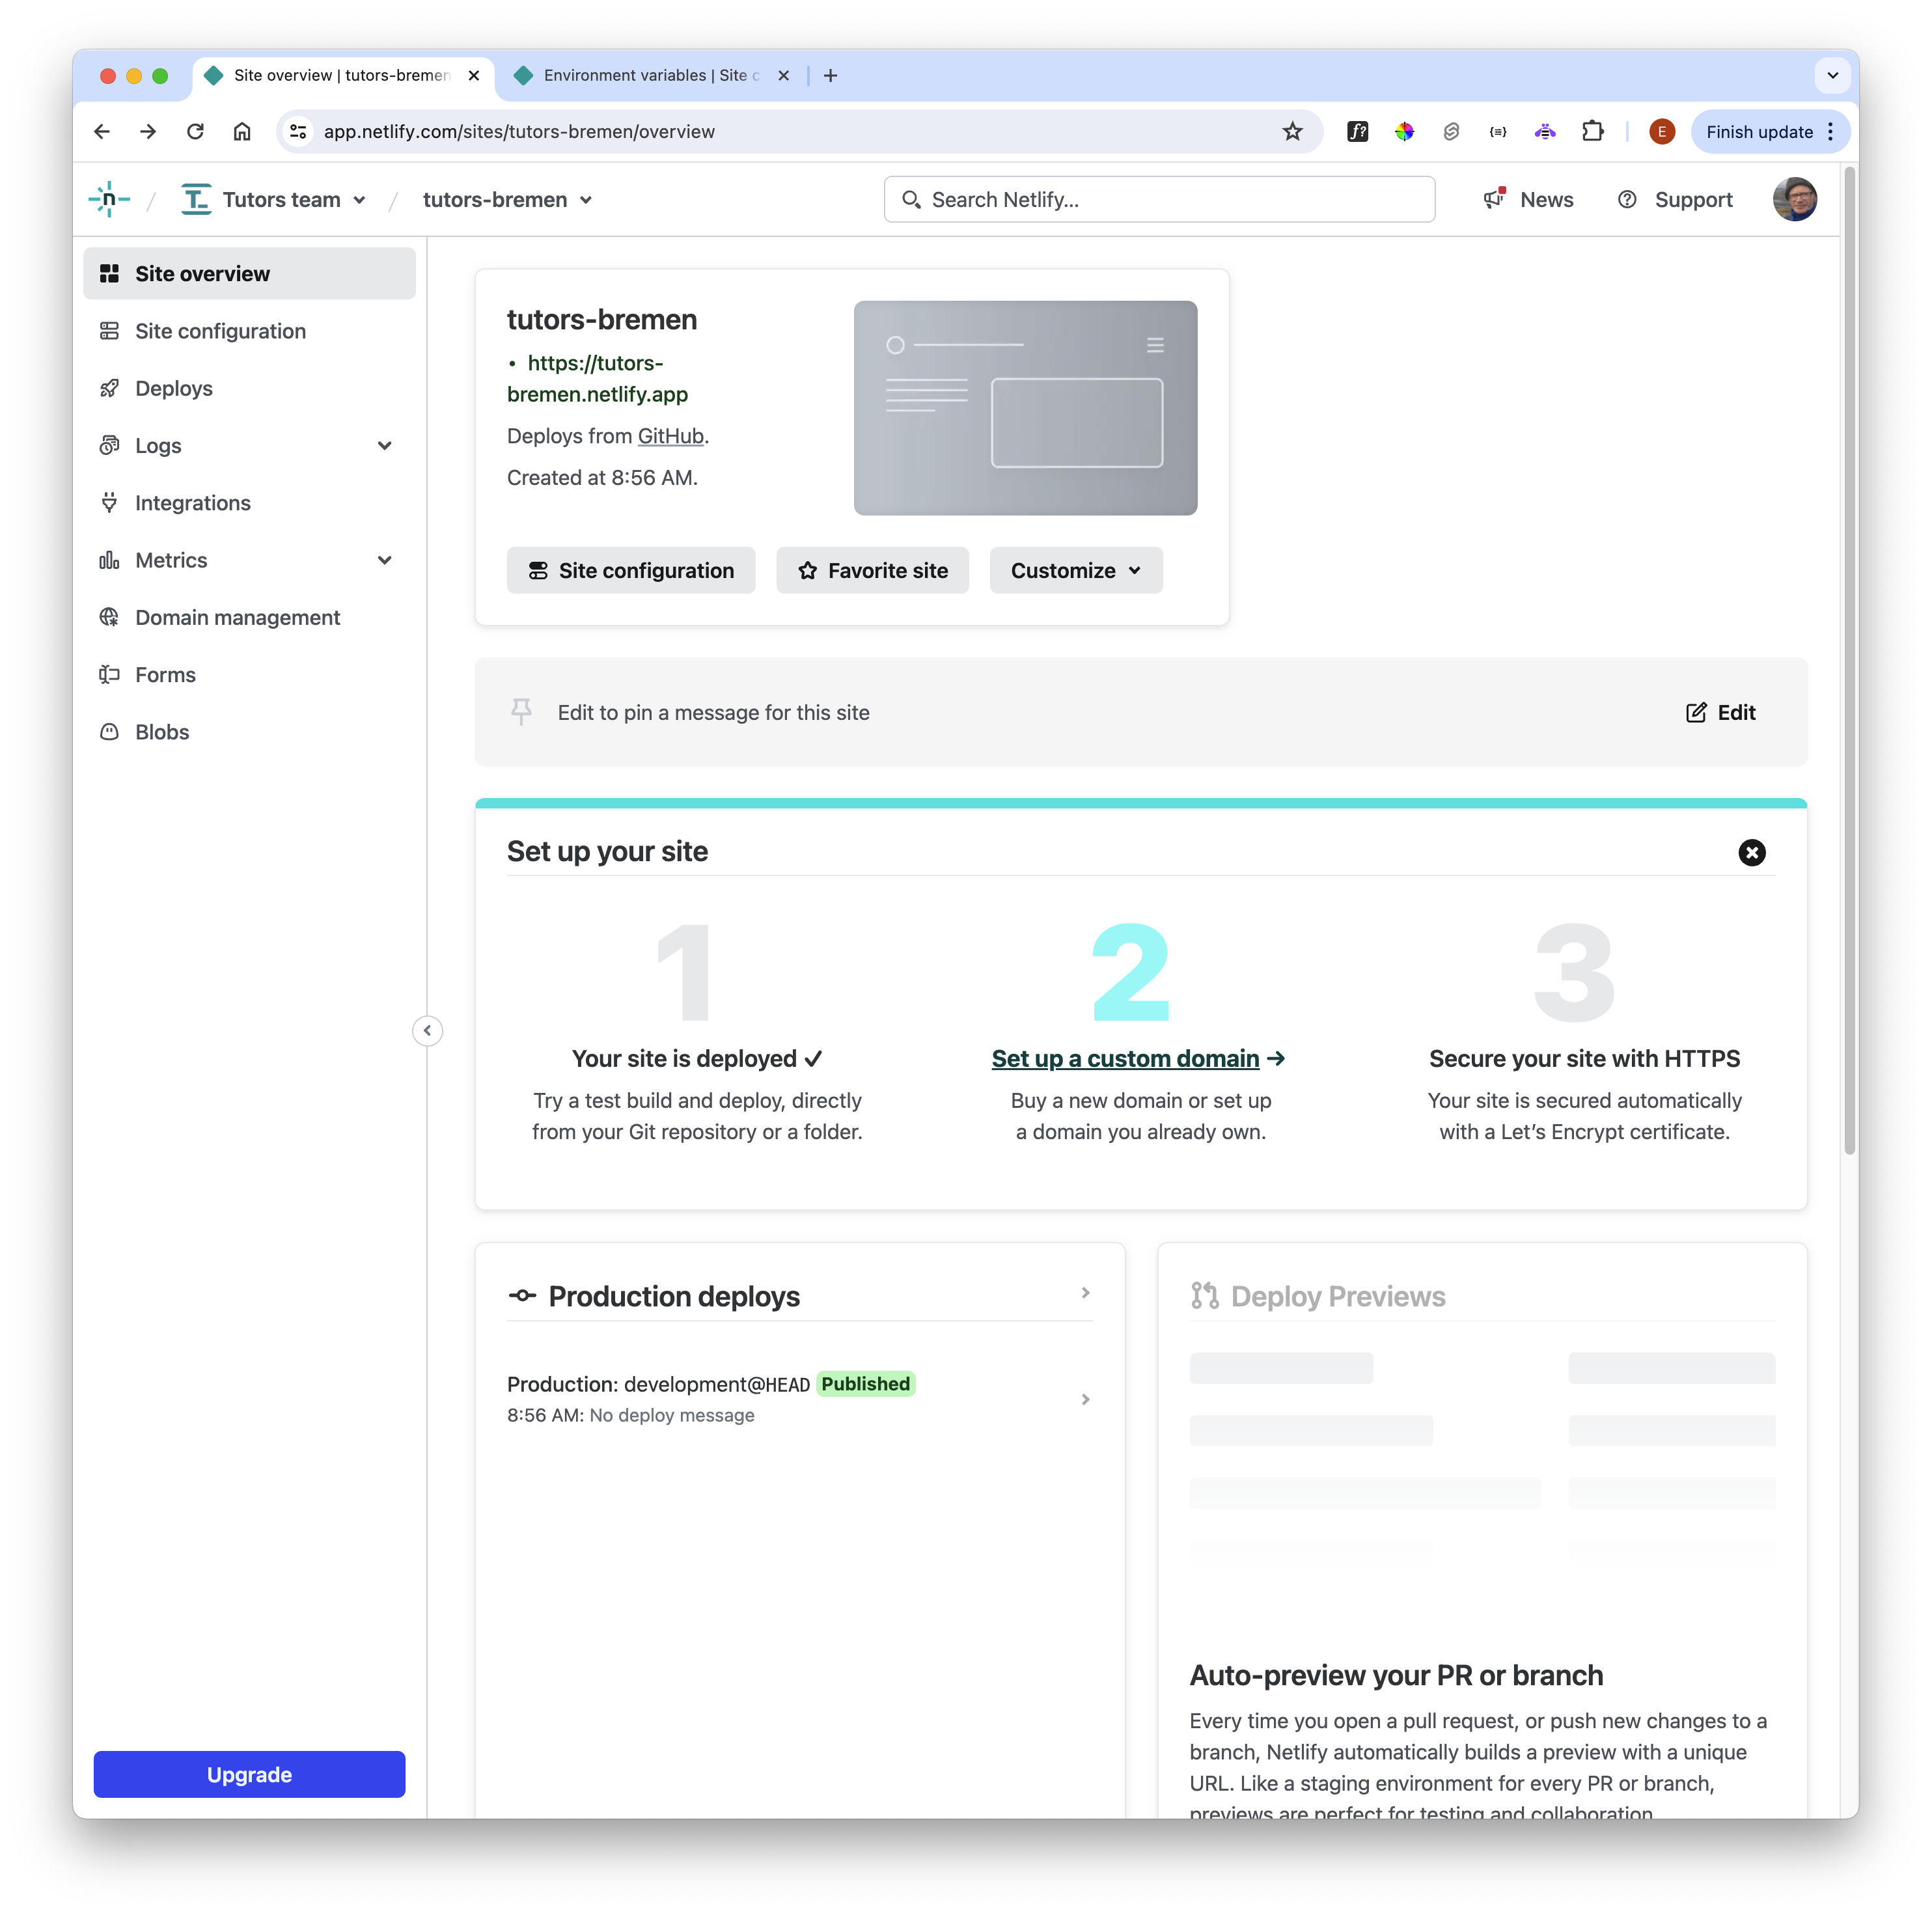 Site overview | tutors-bremen
Environment variables | Site c
app.netlify.com/sites/tutors-bremen/overview
E
Finish update
n
Tutors team
tutors-bremen
Search Netlify...
News
Support
Site overview
Site configuration
Deploys
Logs
Integrations
Metrics
Domain management
Forms
Blobs
Upgrade
tutors-bremen
• https://tutors-
bremen.netlify.app
Deploys from GitHub.
Created at 8:56 AM.
Site configuration
Favorite site
Customize
Edit to pin a message for this site
Edit
Set up your site
1
Your site is deployed ✓
Try a test build and deploy, directly
from your Git repository or a folder.
2
Set up a custom domain →
Buy a new domain or set up
a domain you already own.
3
Secure your site with HTTPS
Your site is secured automatically
with a Let’s Encrypt certificate.
Production deploys
Production: development@HEAD Published
8:56 AM: No deploy message
Deploy Previews
Auto-preview your PR or branch
Every time you open a pull request, or push new changes to a
branch, Netlify automatically builds a preview with a unique
URL. Like a staging environment for every PR or branch,
previews are perfect for testing and collaboration.